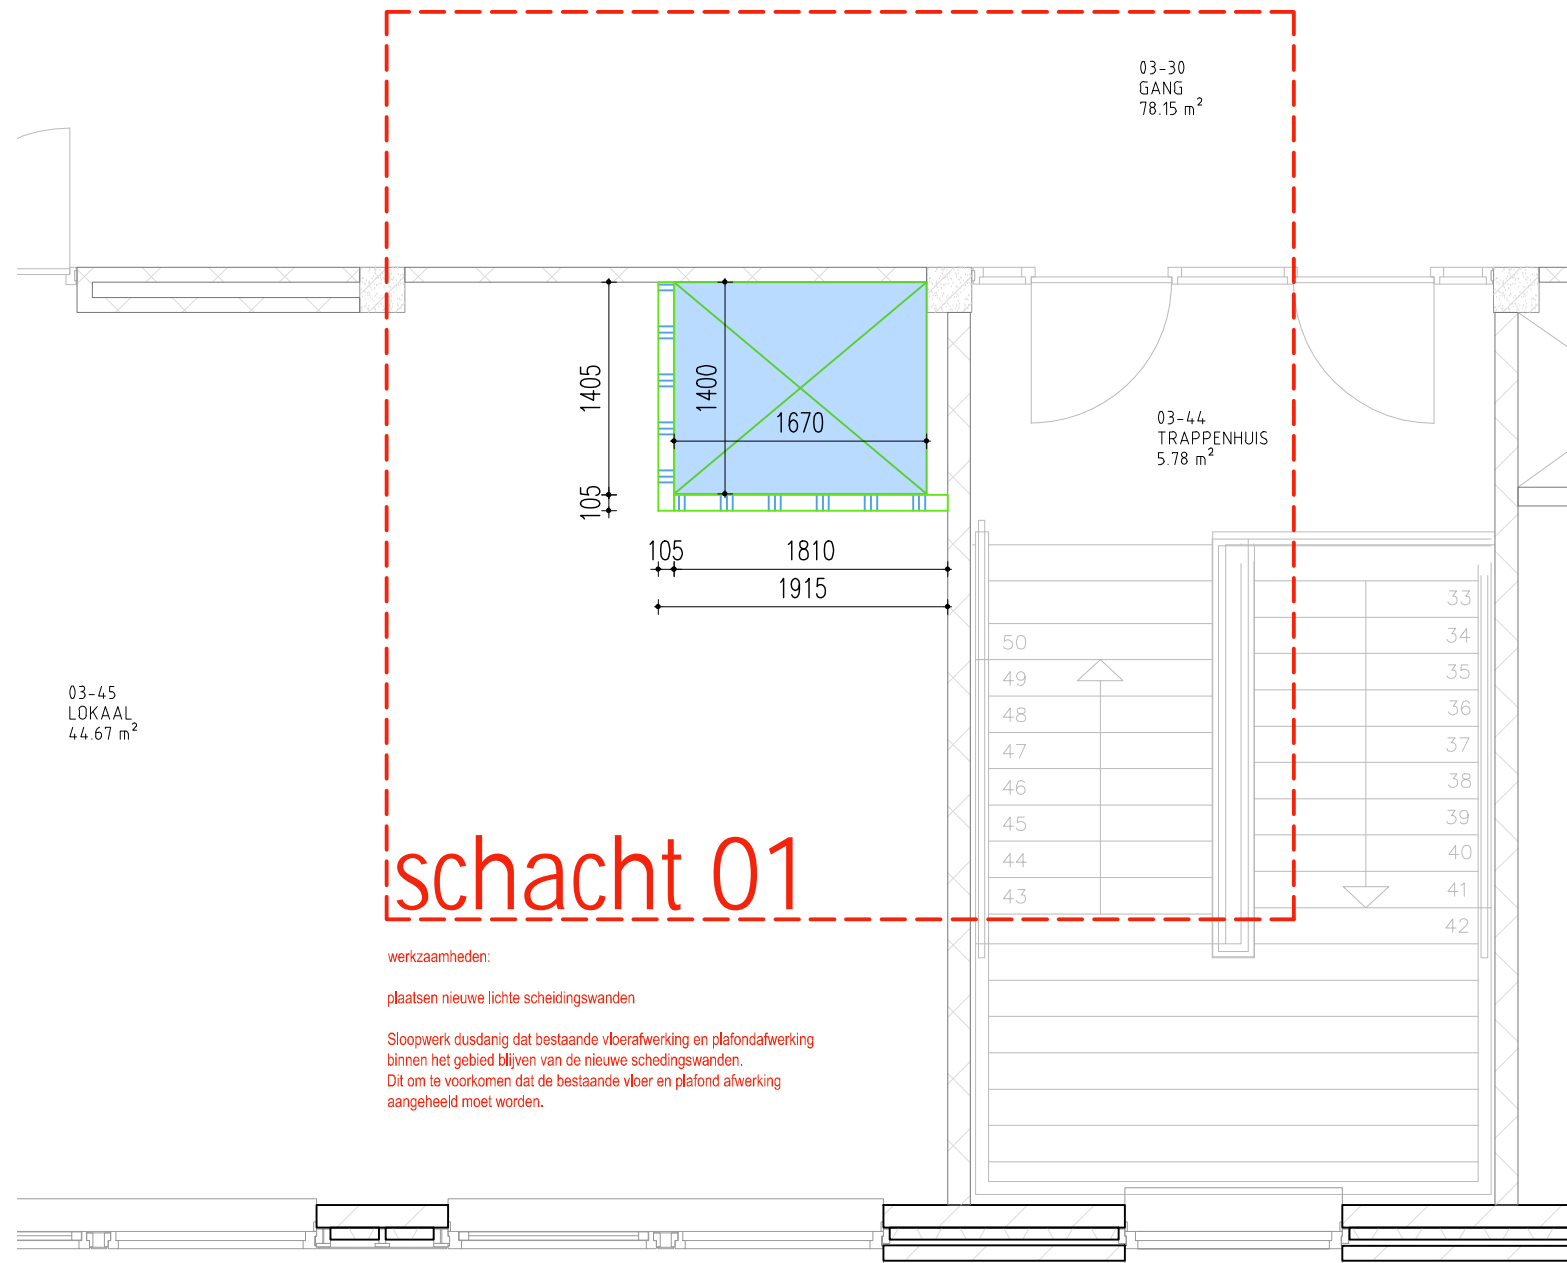 03-30
GANG
78.15 m²
1405
1400
1670
105
03-44
TRAPPENHUIS
5.78 m²
105
1810
1915
03-45
LOKAAL
44.67 m²
50
49
48
47
46
45
44
43
33
34
35
36
37
38
39
40
41
42
schacht 01
werkzaamheden:
plaatsen nieuwe lichte scheidingswanden
Sloopwerk dusdanig dat bestaande vloerafwerking en plafondafwerking
binnen het gebied blijven van de nieuwe schedingswanden.
Dit om te voorkomen dat de bestaande vloer en plafond afwerking
aangeheeld moet worden.